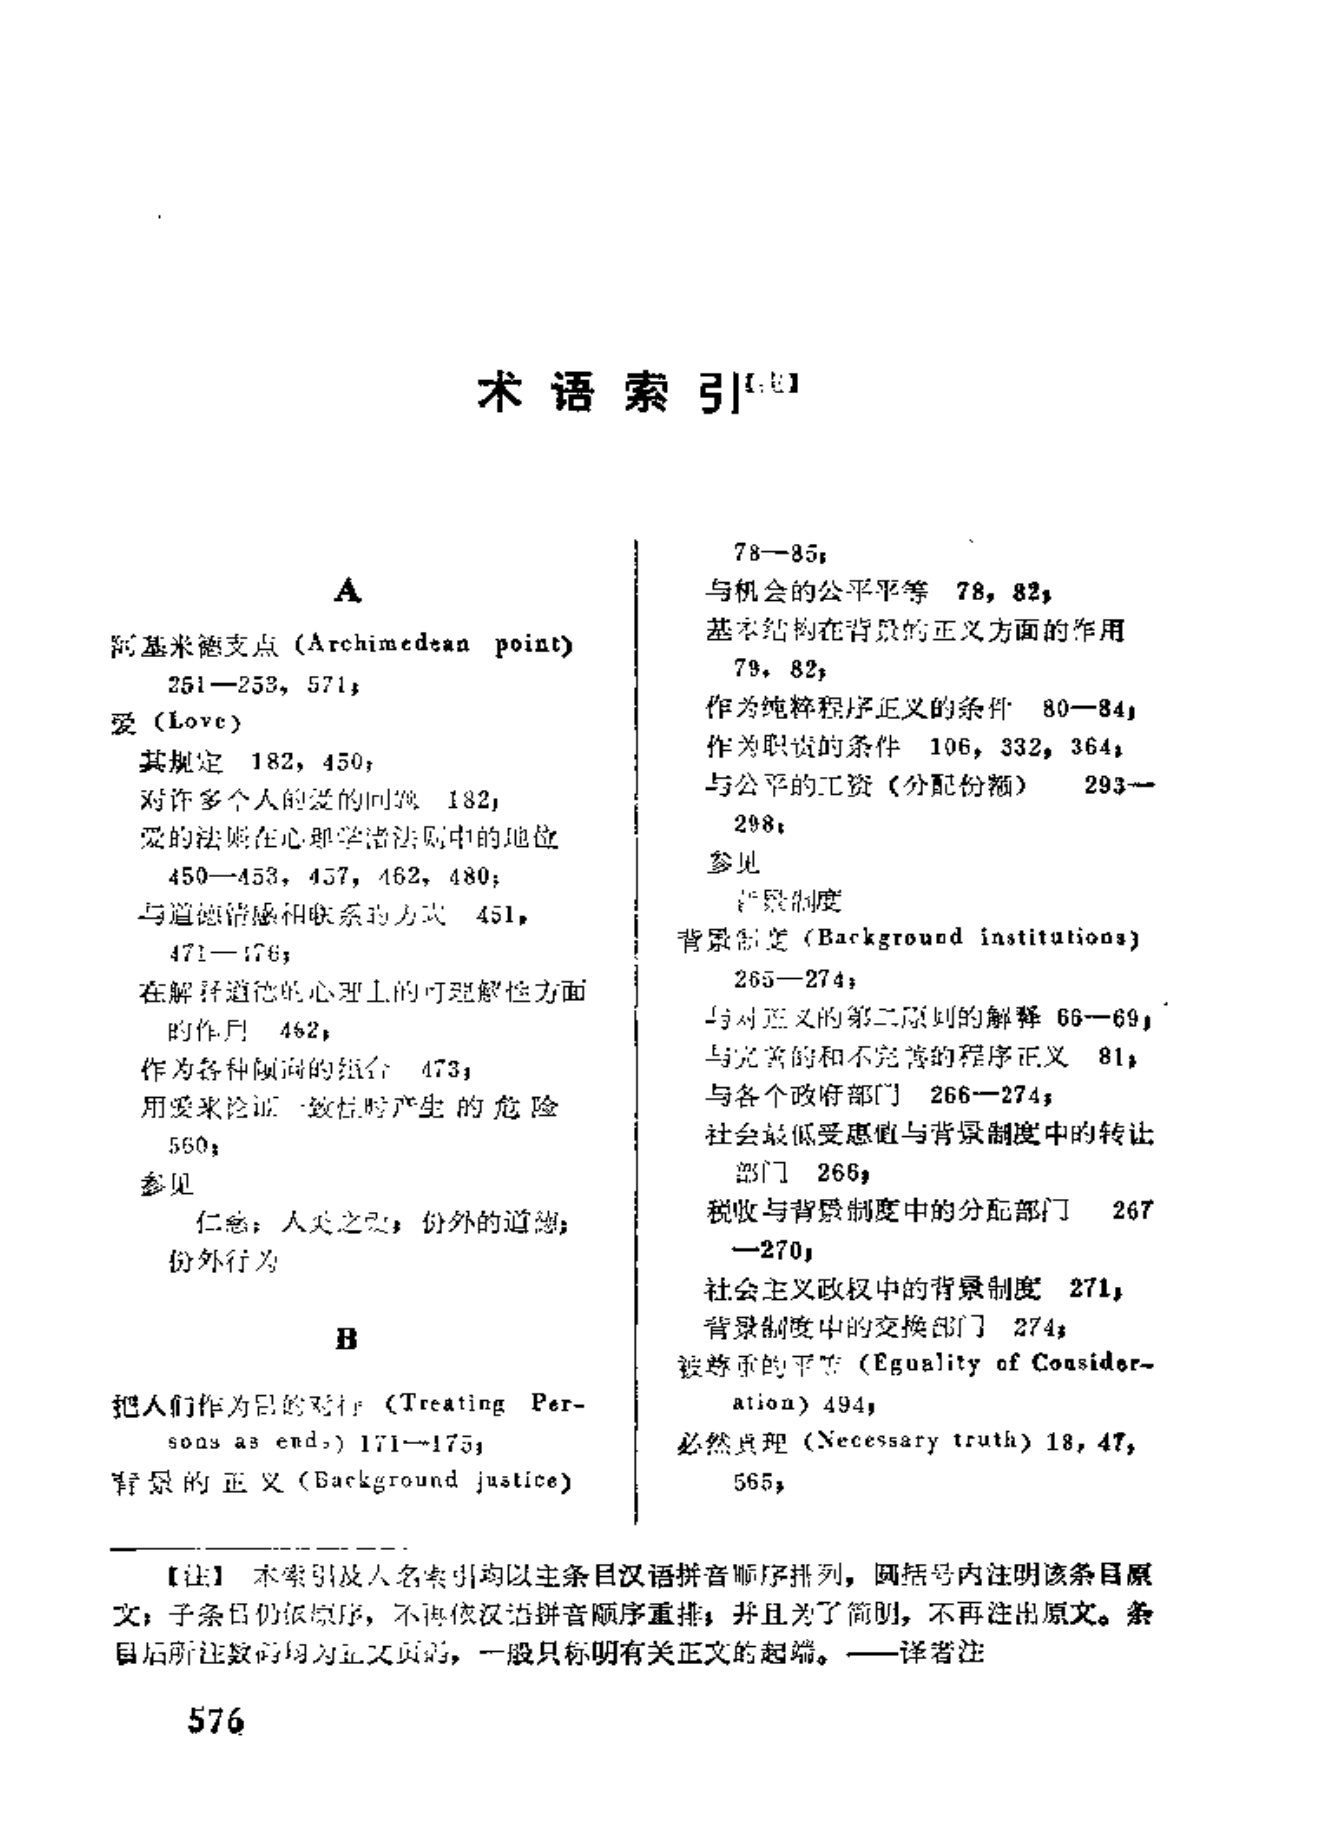 术语索引【注】
A
阿基米德支点（Archimedean point）
251—253，571；
爱（Love）
其规定 182，450；
对许多个人的爱的问题 182；
爱的法则在心理学诸法则中的地位
450—453，457，462，480；
与道德情感相联系的方式 451，
471—476；
在解释道德的心理上的可理解性方面
的作用 462；
作为各种倾向的组合 473；
用爱来论证一致性时产生的危险
560；
参见
仁慈；人类之爱；份外的道德；
份外行为
B
把人们作为目的对待（Treating Per-
sons as ends）171—175；
背景的正义（Background justice）
78—85；
与机会的公平平等 78，82；
基本结构在背景的正义方面的作用
79，82；
作为纯粹程序正义的条件 80—84；
作为职责的条件 106，332，364；
与公平的工资（分配份额） 293—
298；
参见
背景制度
背景制度（Background institutions）
265—274；
与对正义的第二原则的解释 66—69；
与完善的和不完善的程序正义 81；
与各个政府部门 266—274；
社会最低受惠值与背景制度中的转让
部门 266；
税收与背景制度中的分配部门 267
—270；
社会主义政权中的背景制度 271；
背景制度中的交换部门 274；
被尊重的平等（Eguality of Consider-
ation）494；
必然真理（Necessary truth）18，47，
565；
【注】 本索引及人名索引均以主条目汉语拼音顺序排列，圆括号内注明该条目原
文；子条目仍依原序，不再依汉语拼音顺序重排；并且为了简明，不再注出原文。条
目后所注数码均为正文页码，一般只标明有关正文的起端。——译者注
576